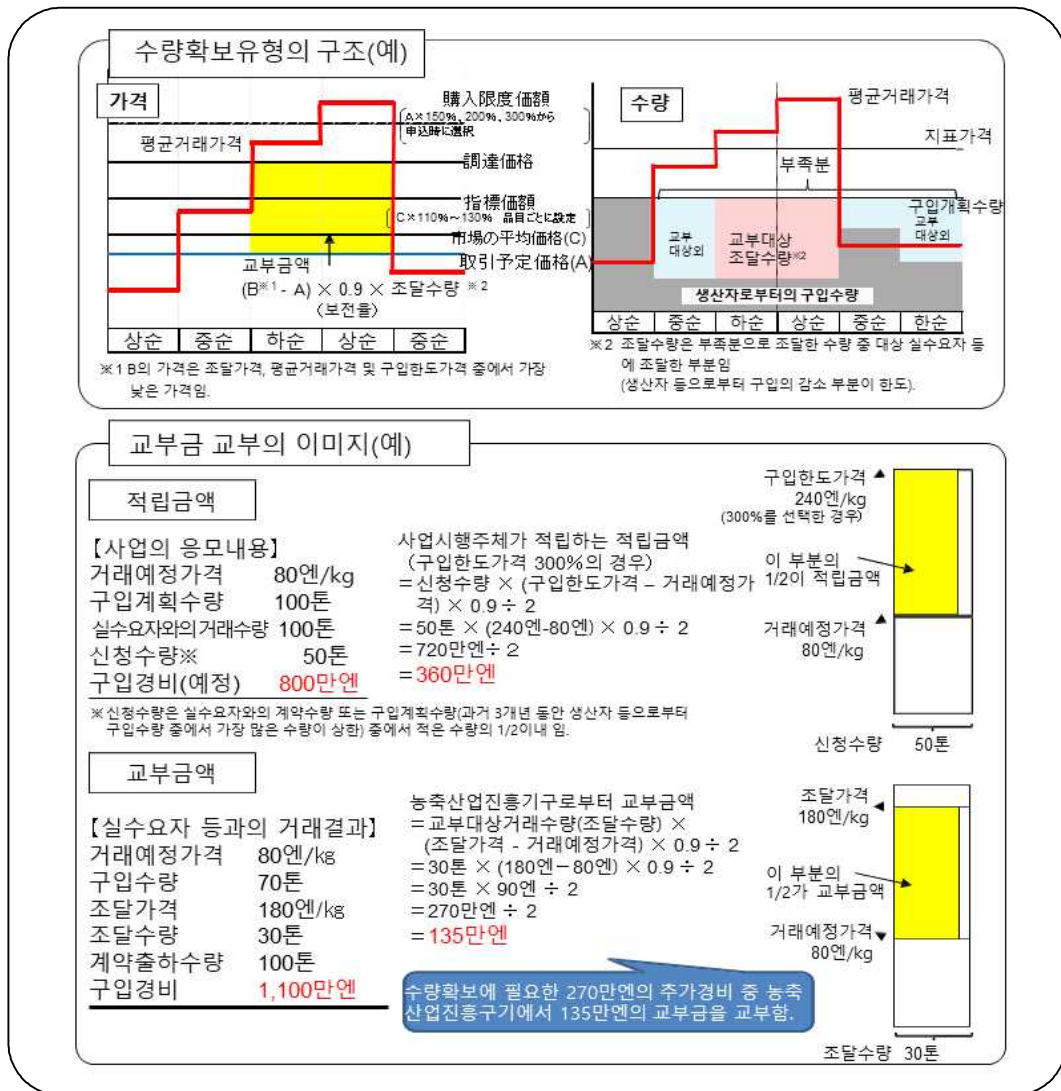 수량확보유형의 구조(예)
가격
購入限度価額
A×150%、200%、300%から
申込時に選択
평균거래가격
調達価格
指標価額
C×110%~130% 品目ごとに設定
市場の平均価格(C)
取引予定価格(A)
교부금액
(B※1 - A) × 0.9 × 조달수량 ※2
(보전율)
상순 중순 하순 상순 중순
※1 B의 가격은 조달가격, 평균거래가격 및 구입한도가격 중에서 가장
낮은 가격임.
수량
평균거래가격
지표가격
부족분
구입개획수량
교부
대상외
교부대상
조달수량※2
교부
대상외
생산자로부터의 구입수량
상순 중순 하순 상순 중순 한순
※2 조달수량은 부족분으로 조달한 수량 중 대상 실수요자 등
에 조달한 부분임
(생산자 등으로부터 구입의 감소 부분이 한도).
교부금 교부의 이미지(예)
적립금액
【사업의 응모내용】
거래예정가격 80엔/kg
구입계획수량 100톤
실수요자와의거래수량 100톤
신청수량※ 50톤
구입경비(예정) 800만엔
사업시행주체가 적립하는 적립금액
(구입한도가격 300%의 경우)
=신청수량 × (구입한도가격 – 거래예정가
격) × 0.9 ÷ 2
=50톤 × (240엔-80엔) × 0.9 ÷ 2
=720만엔÷ 2
=360만엔
구입한도가격
240엔/kg
(300%를 선택한 경우)
이 부분의
1/2이 적립금액
거래예정가격
80엔/kg
신청수량 50톤
※ 신청수량은 실수요자와의 계약수량 또는 구입계획수량(과거 3개년 동안 생산자 등으로부터
구입수량 중에서 가장 많은 수량이 상한) 중에서 적은 수량의 1/2이내 임.
교부금액
【실수요자 등과의 거래결과】
거래예정가격 80엔/kg
구입수량 70톤
조달가격 180엔/kg
조달수량 30톤
계약출하수량 100톤
구입경비 1,100만엔
농축산업진흥기구로부터 교부금액
=교부대상거래수량(조달수량) ×
(조달가격 - 거래예정가격) × 0.9 ÷ 2
=30톤 × (180엔–80엔) × 0.9 ÷ 2
=30톤 × 90엔 ÷ 2
=270만엔 ÷ 2
=135만엔
수량확보에 필요한 270만엔의 추가경비 중 농축
산업진흥구기에서 135만엔의 교부금을 교부함.
조달가격
180엔/kg
이 부분의
1/2가 교부금액
거래예정가격
80엔/kg
조달수량 30톤